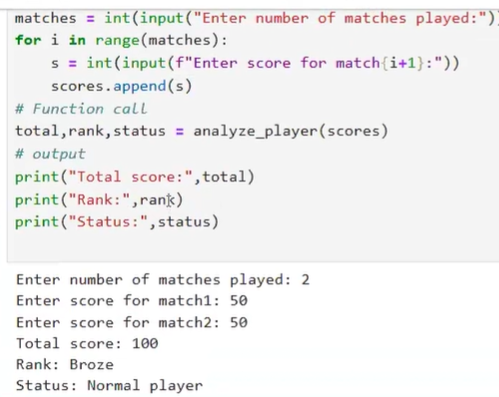 matches = int(input("Enter number of matches played:"))
for i in range(matches):
    s = int(input(f"Enter score for match{i+1}:"))
    scores.append(s)
# Function call
total,rank,status = analyze_player(scores)
# output
print("Total score:",total)
print("Rank:",rank)
print("Status:",status)
Enter number of matches played: 2
Enter score for match1: 50
Enter score for match2: 50
Total score: 100
Rank: Broze
Status: Normal player